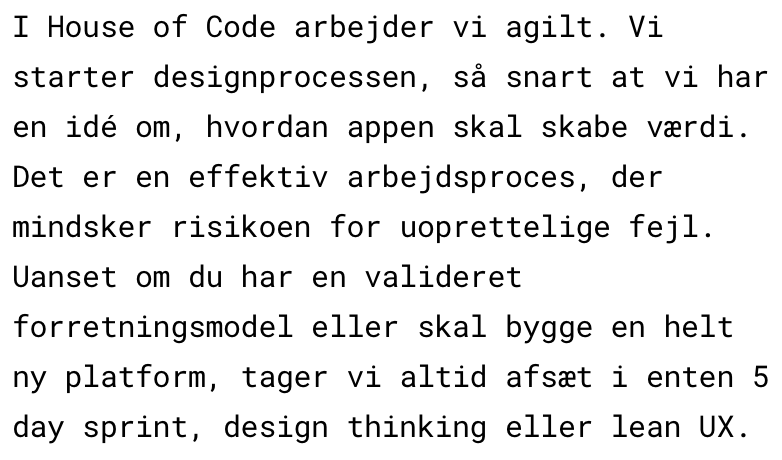 I House of Code arbejder vi agilt. Vi
starter designprocessen, så snart at vi har
en idé om, hvordan appen skal skabe værdi.
Det er en effektiv arbejdsproces, der
mindsker risikoen for uoprettelige fejl.
Uanset om du har en valideret
forretningsmodel eller skal bygge en helt
ny platform, tager vi altid afsæt i enten 5
day sprint, design thinking eller lean UX.